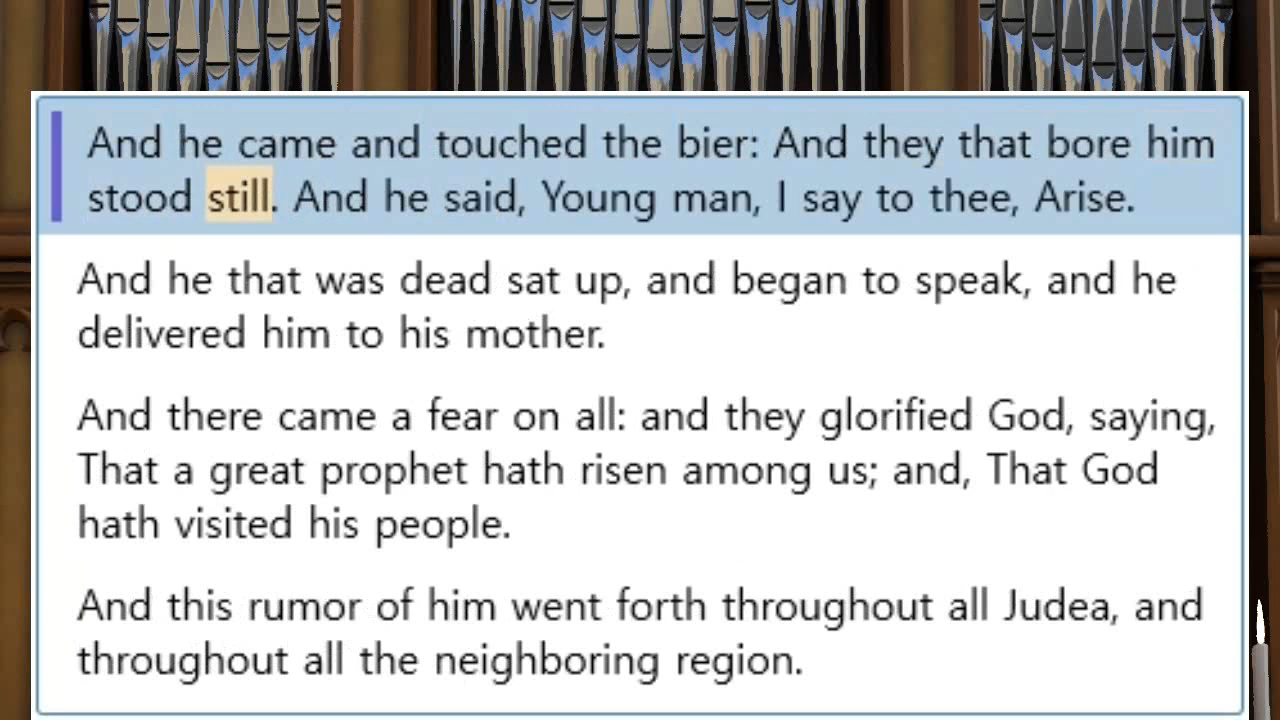 And he came and touched the bier: And they that bore him
stood still. And he said, Young man, I say to thee, Arise.
And he that was dead sat up, and began to speak, and he
delivered him to his mother.
And there came a fear on all: and they glorified God, saying,
That a great prophet hath risen among us; and, That God
hath visited his people.
And this rumor of him went forth throughout all Judea, and
throughout all the neighboring region.